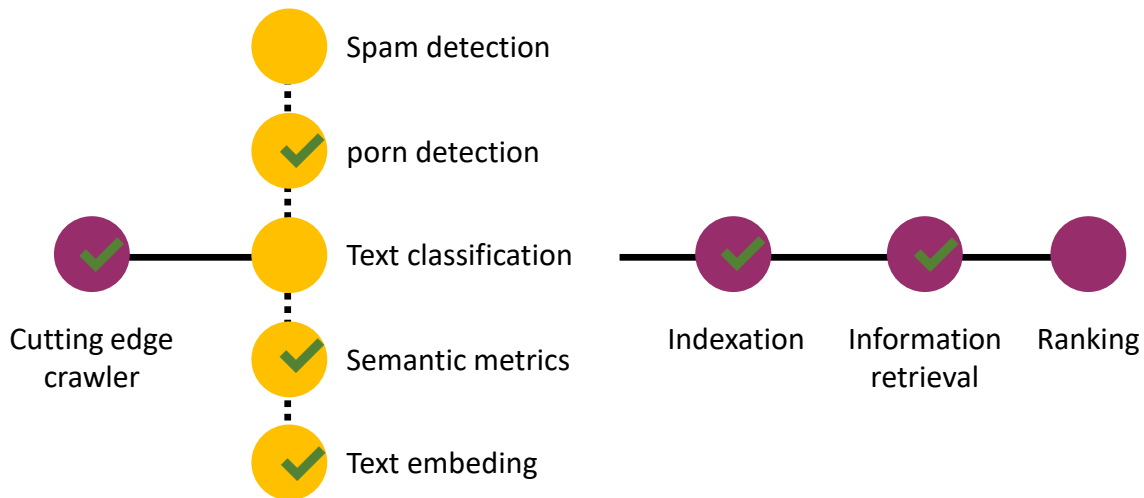 Spam detection
porn detection
Text classification
Semantic metrics
Text embeding
Cutting edge
crawler
Indexation
Information
retrieval
Ranking